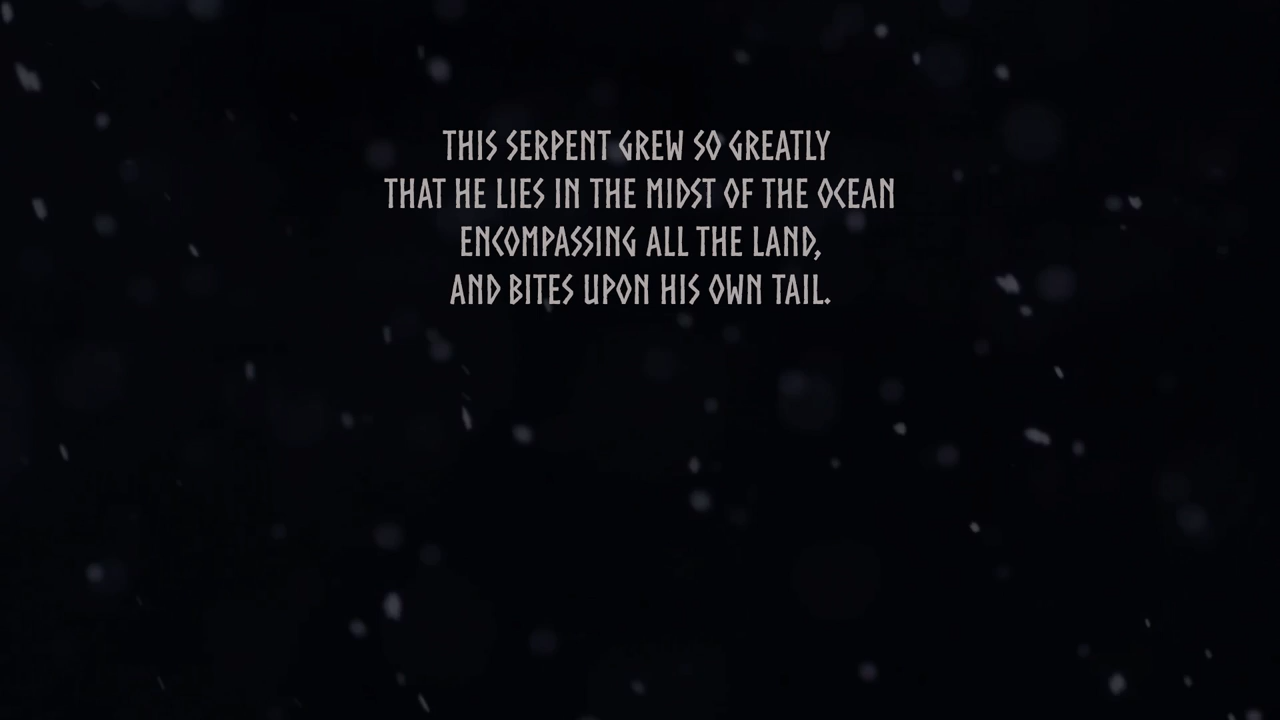 THIS SERPENT GREW SO GREATLY
THAT HE LIES IN THE MIDST OF THE OCEAN
ENCOMPASSING ALL THE LAND,
AND BITES UPON HIS OWN TAIL.